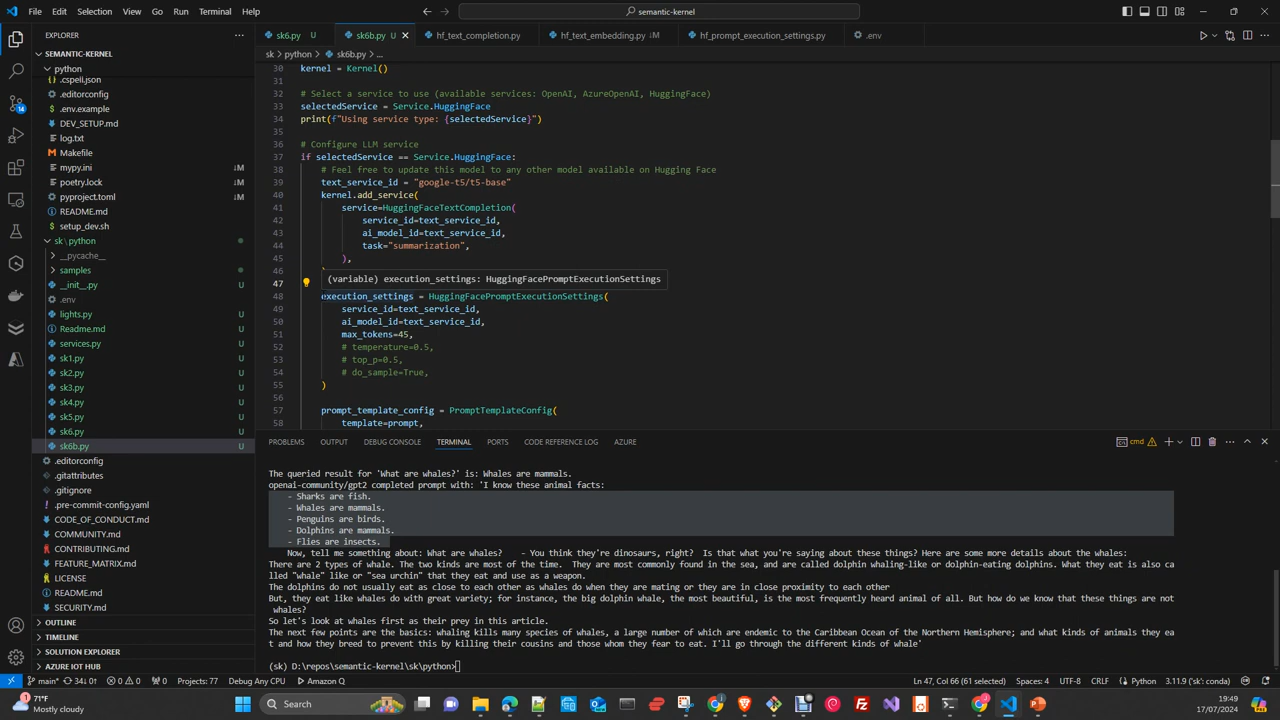 File Edit Selection View Go Run Terminal Help
semantic-kernel
EXPLORER
SEMANTIC-KERNEL
python
.cspell.json
.editorconfig
.env.example
DEV_SETUP.md
log.txt
Makefile
mypy.ini ↓M
poetry.lock ↓M
pyproject.toml ↓M
README.md
setup_dev.sh
sk\python
__pycache__
samples
__init__.py U
.env
lights.py U
Readme.md U
services.py U
sk1.py U
sk2.py U
sk3.py U
sk4.py U
sk5.py U
sk6.py U
sk6b.py U
.editorconfig
.gitattributes
.gitignore
.pre-commit-config.yaml
CODE_OF_CONDUCT.md
COMMUNITY.md
CONTRIBUTING.md
FEATURE_MATRIX.md
LICENSE
README.md
SECURITY.md
OUTLINE
TIMELINE
SOLUTION EXPLORER
AZURE IOT HUB
sk6.py U
sk6b.py U
hf_text_completion.py
hf_text_embedding.py ↓M
hf_prompt_execution_settings.py
.env
sk > python > sk6b.py > ...
30 kernel = Kernel()
31
32 # Select a service to use (available services: OpenAI, AzureOpenAI, HuggingFace)
33 selectedService = Service.HuggingFace
34 print(f"Using service type: {selectedService}")
35
36 # Configure LLM service
37 if selectedService == Service.HuggingFace:
38 # Feel free to update this model to any other model available on Hugging Face
39 text_service_id = "google-t5/t5-base"
40 kernel.add_service(
41 service=HuggingFaceTextCompletion(
42 service_id=text_service_id,
43 ai_model_id=text_service_id,
44 task="summarization",
45 ),
46 )
(variable) execution_settings: HuggingFacePromptExecutionSettings
47
48 execution_settings = HuggingFacePromptExecutionSettings(
49 service_id=text_service_id,
50 ai_model_id=text_service_id,
51 max_tokens=45,
52 # temperature=0.5,
53 # top_p=0.5,
54 # do_sample=True,
55 )
56
57 prompt_template_config = PromptTemplateConfig(
58 template=prompt,
PROBLEMS OUTPUT DEBUG CONSOLE TERMINAL PORTS CODE REFERENCE LOG AZURE
cmd
The queried result for 'What are whales?' is: Whales are mammals.
openai-community/gpt2 completed prompt with: 'I know these animal facts:
- Sharks are fish.
- Whales are mammals.
- Penguins are birds.
- Dolphins are mammals.
- Flies are insects.
Now, tell me something about: What are whales? - You think they're dinosaurs, right? Is that what you're saying about these things? Here are some more details about the whales:
There are 2 types of whale. The two kinds are most of the time. They are most commonly found in the sea, and are called dolphin whaling-like or dolphin-eating dolphins. What they eat is also ca
lled "whale" like or "sea urchin" that they eat and use as a weapon.
The dolphins do not usually eat as close to each other as whales do when they are mating or they are in close proximity to each other
But, they eat like whales do with great variety; for instance, the big dolphin whale, the most beautiful, is the most frequently heard animal of all. But how do we know that these things are not
whales?
So let's look at whales first as their prey in this article.
The next few points are the basics: whaling kills many species of whales, a large number of which are endemic to the Caribbean Ocean of the Northern Hemisphere; and what kinds of animals they ea
t and how they breed to prevent this by killing their cousins and those whom they fear to eat. I'll go through the different kinds of whale'
(sk) D:\repos\semantic-kernel\sk\python>
main* 34↓ 0↑ 0 0 Projects: 77 Debug Any CPU Amazon Q
Ln 47, Col 66 (61 selected) Spaces: 4 UTF-8 CRLF Python 3.11.9 ('sk': conda)
71°F
Mostly cloudy
Search
19:49
17/07/2024